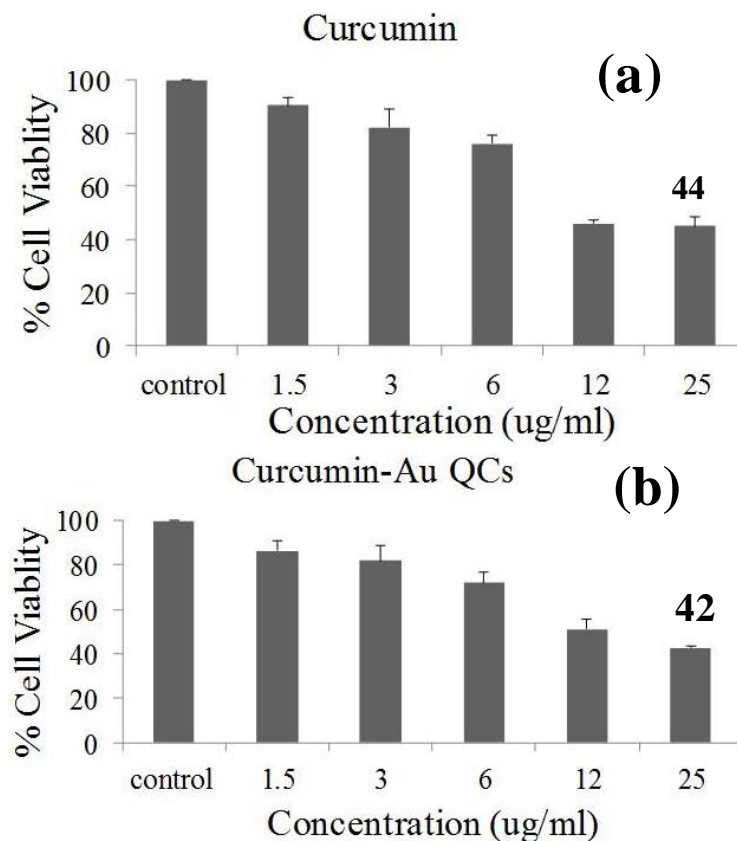 Curcumin
(a)
% Cell Viablity
100
80
60
40
20
0
44
control 1.5 3 6 12 25
Concentration (ug/ml)
Curcumin-Au QCs
(b)
% Cell Viablity
100
80
60
40
20
0
42
control 1.5 3 6 12 25
Concentration (ug/ml)